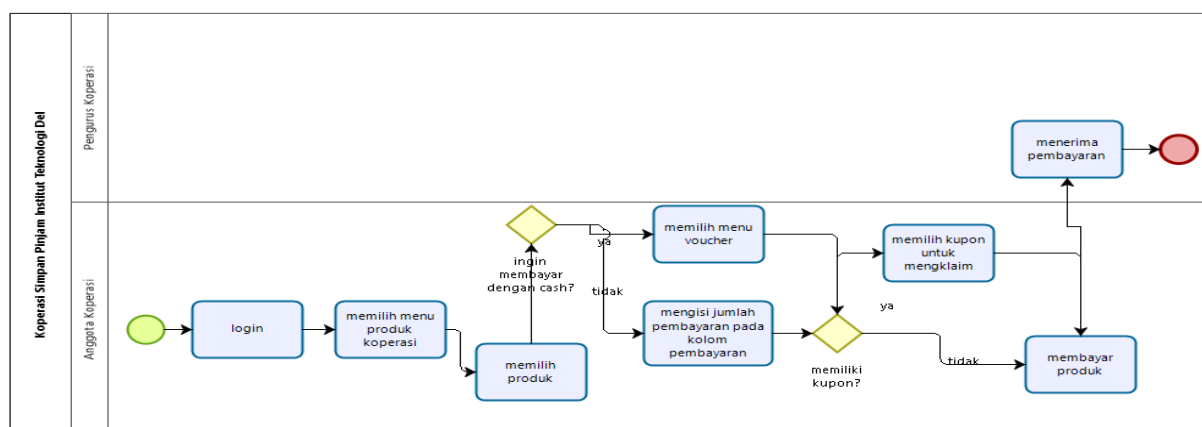 Koperasi Simpan Pinjam Institut Teknologi Del
Pengurus Koperasi
menerima
pembayaran
Anggota Koperasi
login
memilih menu
produk
koperasi
memilih
produk
ingin
membayar
dengan cash?
ya
tidak
memilih menu
voucher
mengisi jumlah
pembayaran pada
kolom
pembayaran
memiliki
kupon?
ya
memilih kupon
untuk
mengklaim
tidak
membayar
produk